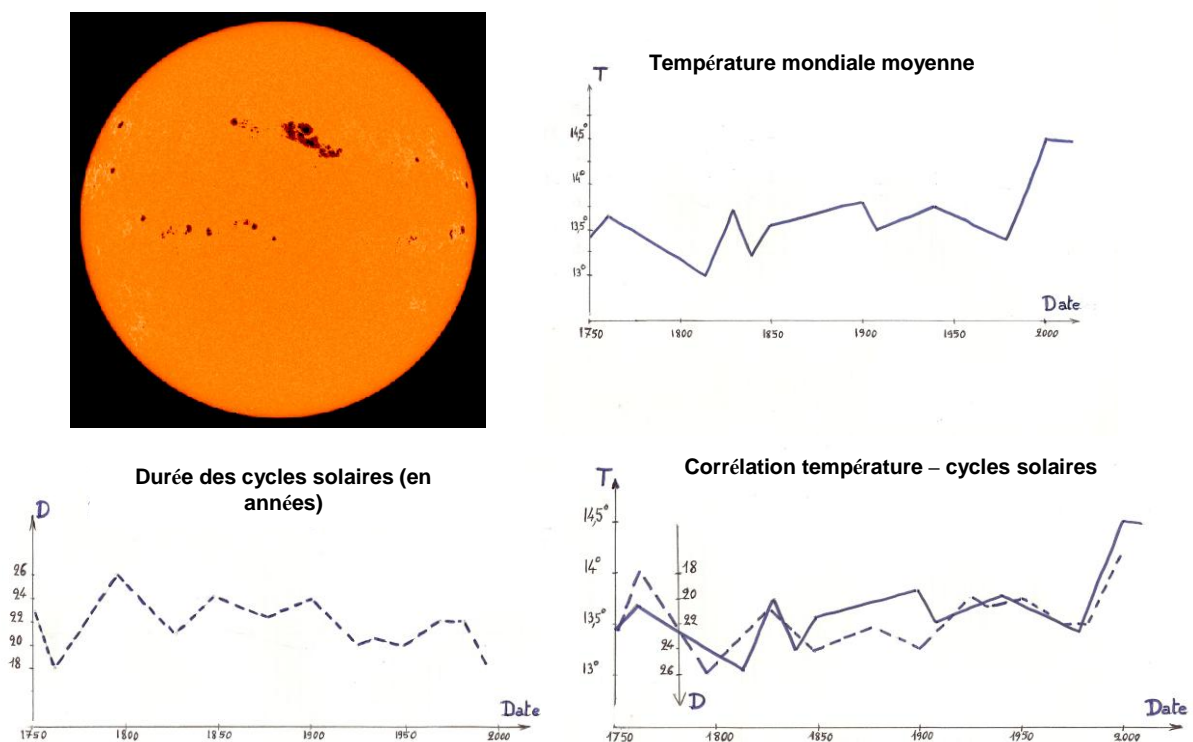 Température mondiale moyenne
T
14,5°
14°
13,5°
13°
Date
1750 1800 1850 1900 1950 2000
Durée des cycles solaires (en
années)
D
26
24
22
20
18
Date
1750 1800 1850 1900 1950 2000
Corrélation température – cycles solaires
T
14,5°
14°
13,5°
13°
18
20
22
24
26
D
Date
1750 1800 1850 1900 1950 2000